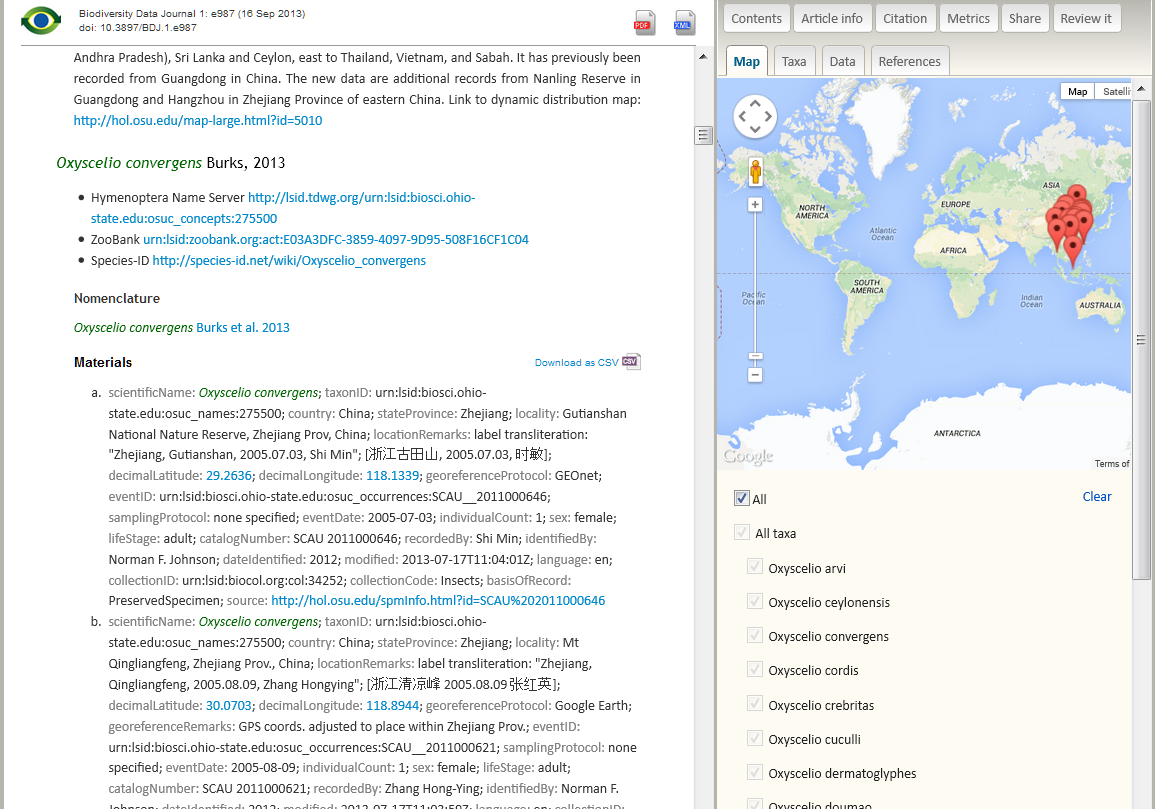 Biodiversity Data Journal 1: e987 (16 Sep 2013)
doi: 10.3897/BDJ.1.e987
PDF
XML
Andhra Pradesh), Sri Lanka and Ceylon, east to Thailand, Vietnam, and Sabah. It has previously been
recorded from Guangdong in China. The new data are additional records from Nanling Reserve in
Guangdong and Hangzhou in Zhejiang Province of eastern China. Link to dynamic distribution map:
http://hol.osu.edu/map-large.html?id=5010
Oxyscelio convergens Burks, 2013
• Hymenoptera Name Server http://lsid.tdwg.org/urn:lsid:biosci.ohio-
state.edu:osuc_concepts:275500
• ZooBank urn:lsid:zoobank.org:act:E03A3DFC-3859-4097-9D95-508F16CF1C04
• Species-ID http://species-id.net/wiki/Oxyscelio_convergens
Nomenclature
Oxyscelio convergens Burks et al. 2013
Materials
Download as CSV
CSV
a. scientificName: Oxyscelio convergens; taxonID: urn:lsid:biosci.ohio-
state.edu:osuc_names:275500; country: China; stateProvince: Zhejiang; locality: Gutianshan
National Nature Reserve, Zhejiang Prov, China; locationRemarks: label transliteration:
"Zhejiang, Gutianshan, 2005.07.03, Shi Min"; [浙江古田山, 2005.07.03, 时敏];
decimalLatitude: 29.2636; decimalLongitude: 118.1339; georeferenceProtocol: GEOnet;
eventID: urn:lsid:biosci.ohio-state.edu:osuc_occurrences:SCAU__2011000646;
samplingProtocol: none specified; eventDate: 2005-07-03; individualCount: 1; sex: female;
lifeStage: adult; catalogNumber: SCAU 2011000646; recordedBy: Shi Min; identifiedBy:
Norman F. Johnson; dateIdentified: 2012; modified: 2013-07-17T11:04:01Z; language: en;
collectionID: urn:lsid:biocol.org:col:34252; collectionCode: Insects; basisOfRecord:
PreservedSpecimen; source: http://hol.osu.edu/spmInfo.html?id=SCAU%202011000646
b. scientificName: Oxyscelio convergens; taxonID: urn:lsid:biosci.ohio-
state.edu:osuc_names:275500; country: China; stateProvince: Zhejiang; locality: Mt
Qingliangfeng, Zhejiang Prov., China; locationRemarks: label transliteration: "Zhejiang,
Qingliangfeng, 2005.08.09, Zhang Hongying"; [浙江清凉峰 2005.08.09 张红英];
decimalLatitude: 30.0703; decimalLongitude: 118.8944; georeferenceProtocol: Google Earth;
georeferenceRemarks: GPS coords. adjusted to place within Zhejiang Prov.; eventID:
urn:lsid:biosci.ohio-state.edu:osuc_occurrences:SCAU__2011000621; samplingProtocol: none
specified; eventDate: 2005-08-09; individualCount: 1; sex: female; lifeStage: adult;
catalogNumber: SCAU 2011000621; recordedBy: Zhang Hong-Ying; identifiedBy: Norman F.
Johnson; dateIdentified: 2012; modified: 2013-07-17T11:02:59Z; language: en; collectionID:
Contents
Article info
Citation
Metrics
Share
Review it
Map
Taxa
Data
References
Map
Satelli
NORTH
AMERICA
EUROPE
ASIA
Atlantic
Ocean
AFRICA
SOUTH
AMERICA
Pacific
Ocean
Indian
Ocean
AUSTRALIA
ANTARCTICA
Google
Terms of
All
Clear
All taxa
Oxyscelio arvi
Oxyscelio ceylonensis
Oxyscelio convergens
Oxyscelio cordis
Oxyscelio crebritas
Oxyscelio cuculli
Oxyscelio dermatoglyphes
Oxyscelio doumao